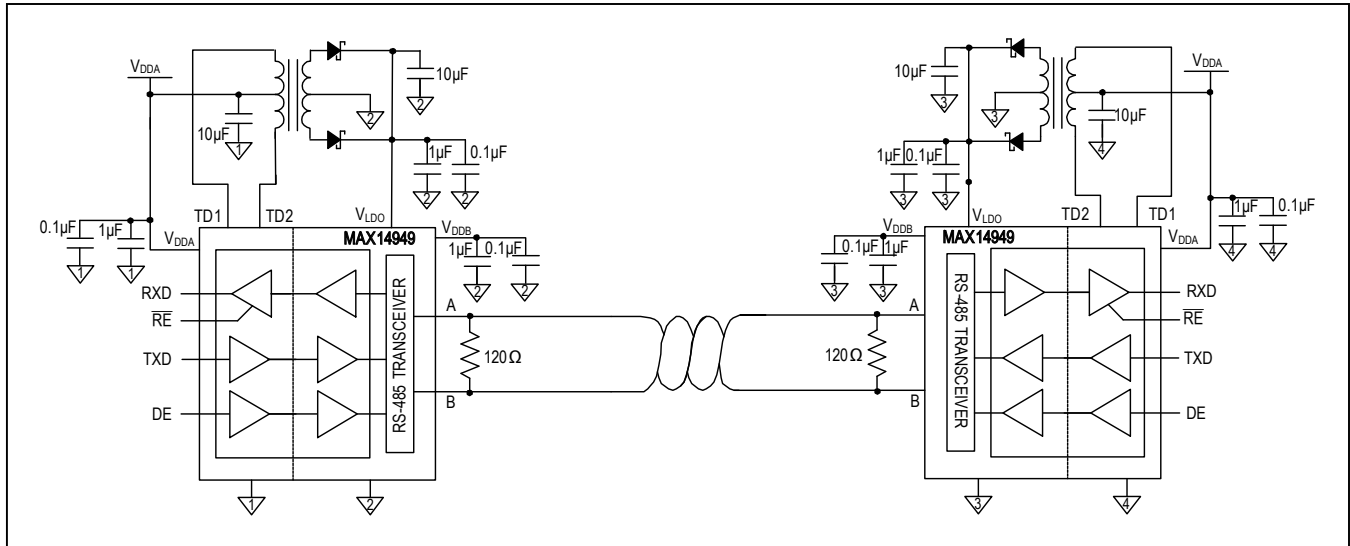 VDDA
10µF
2
2
10µF
1
1µF
0.1µF
2
2
0.1µF
1µF
1
1
TD1
TD2
VLDO
VDDA
VDDB
MAX14949
1µF
0.1µF
2
2
RXD
RE
TXD
DE
RS-485 TRANSCEIVER
A
120Ω
B
1
2
10µF
3
3
VDDA
10µF
4
1µF
0.1µF
3
3
VLDO
TD2
TD1
VDDB
MAX14949
VDDA
0.1µF
1µF
3
3
1µF
0.1µF
4
4
A
120Ω
B
RS-485 TRANSCEIVER
RXD
RE
TXD
DE
3
4